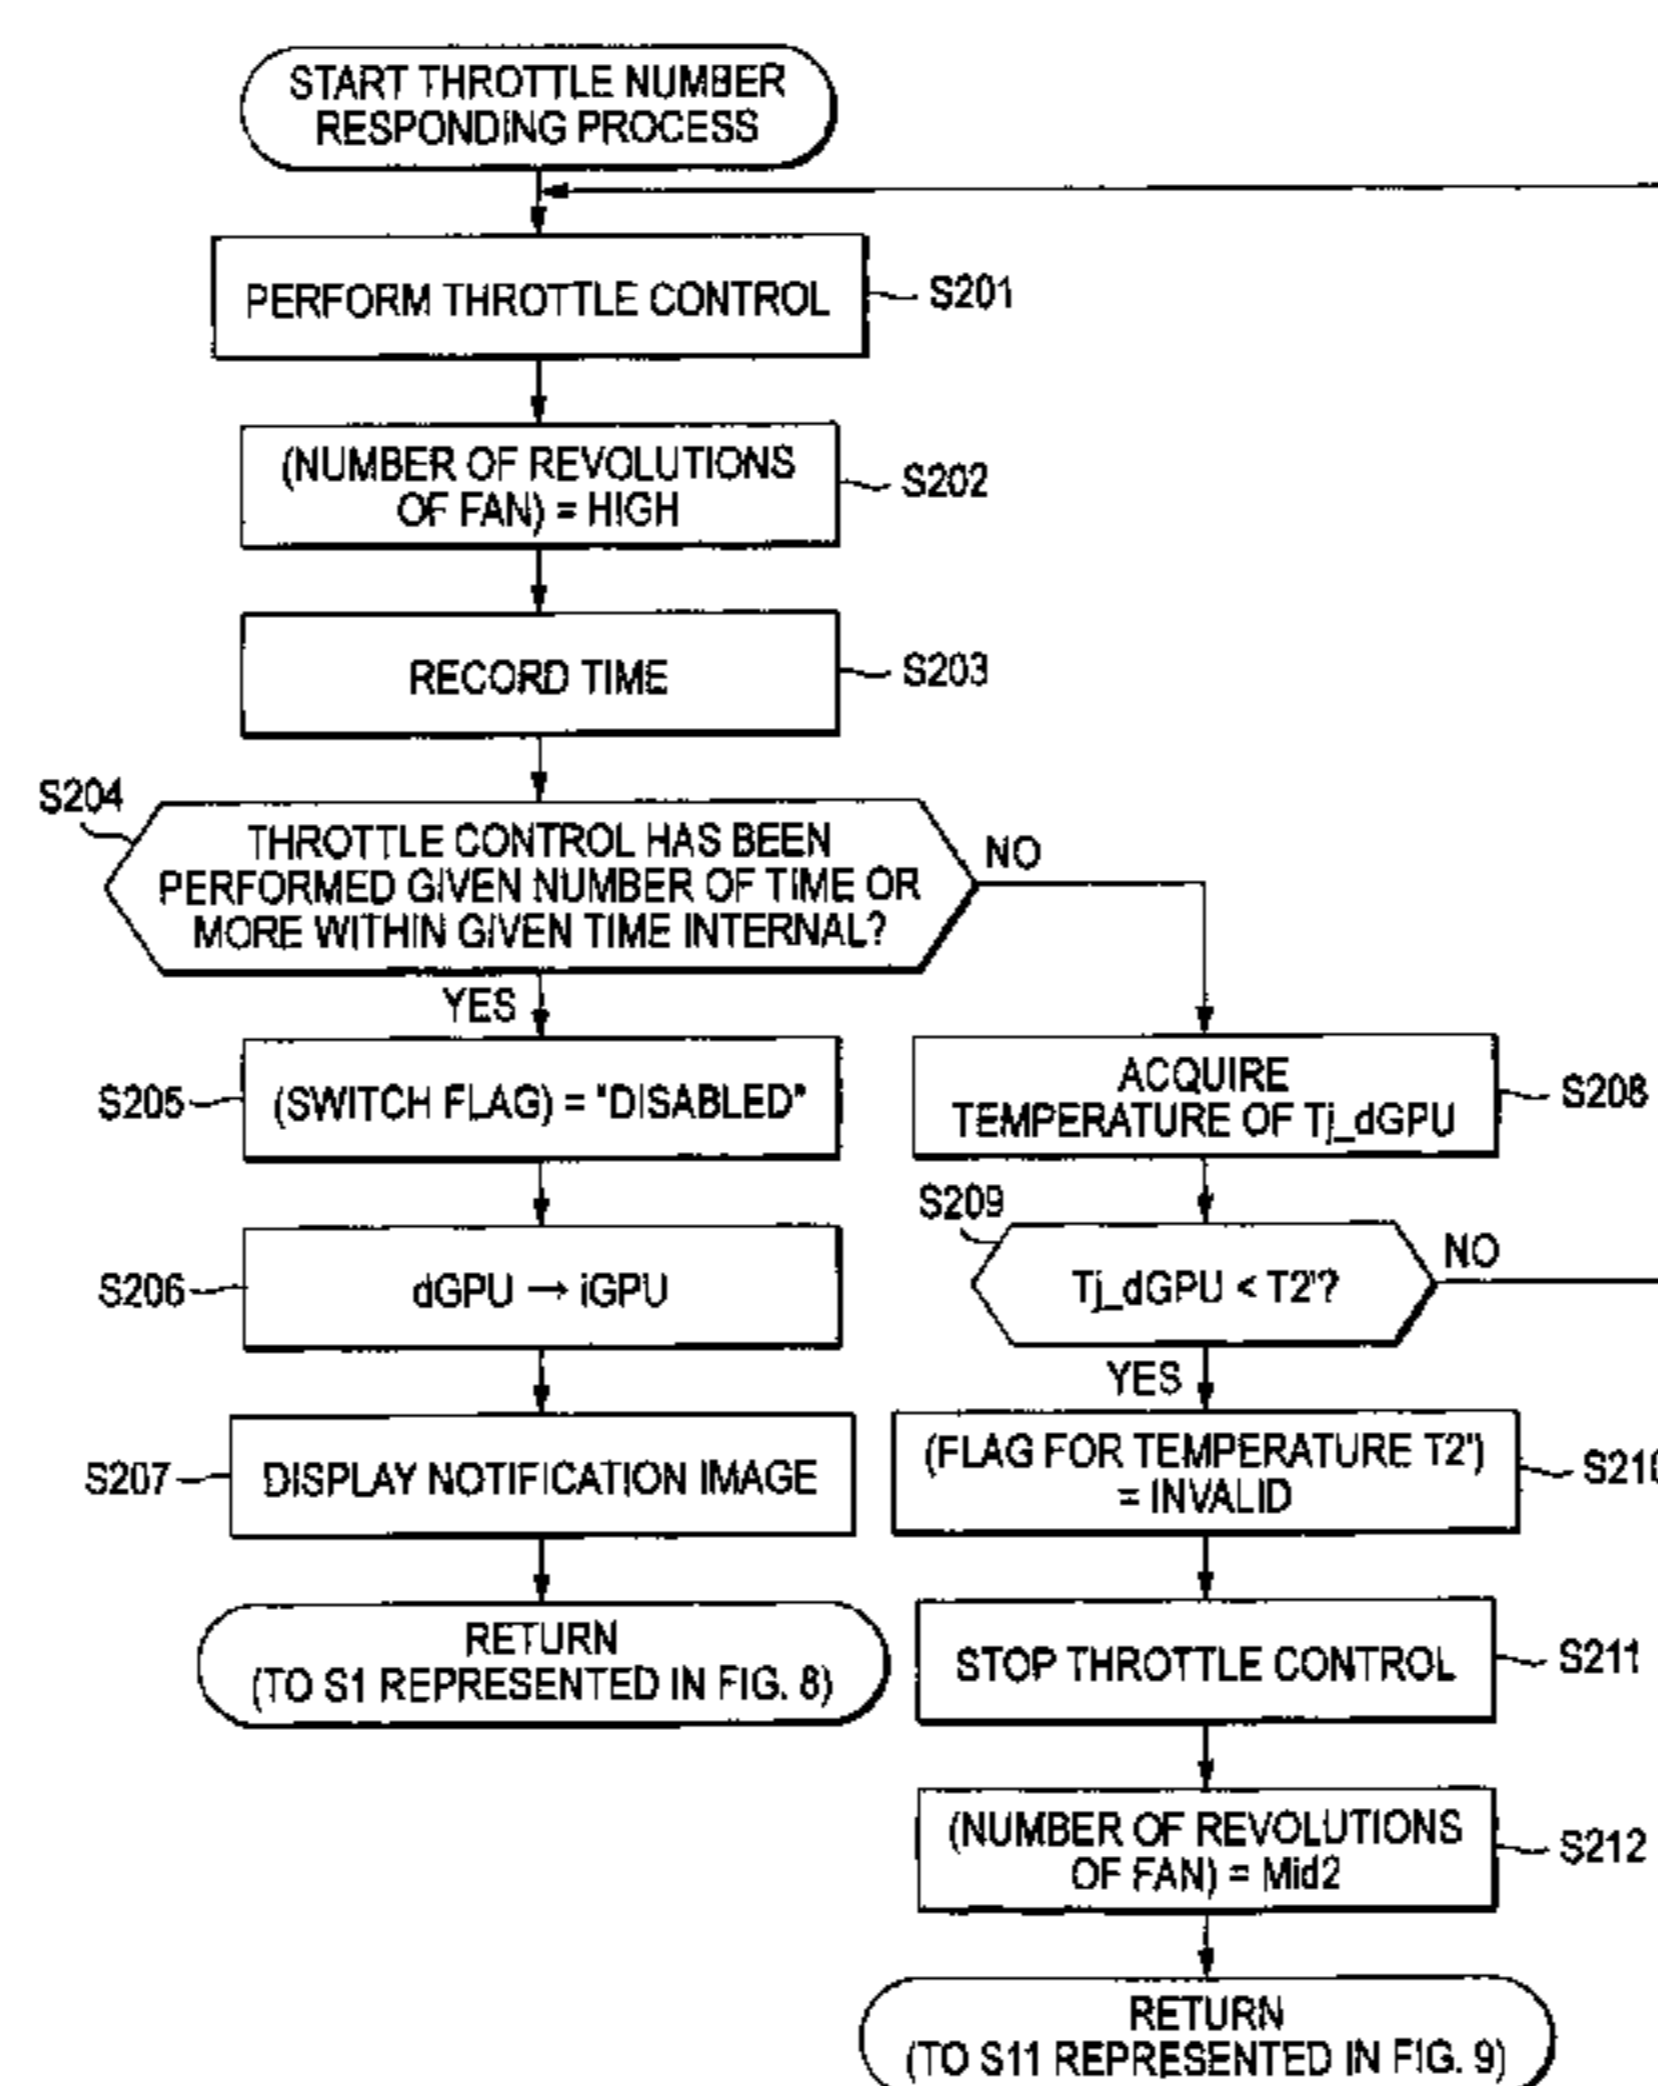 START THROTTLE NUMBER
RESPONDING PROCESS
PERFORM THROTTLE CONTROL
S201
(NUMBER OF REVOLUTIONS
OF FAN) = HIGH
S202
RECORD TIME
S203
S204
THROTTLE CONTROL HAS BEEN
PERFORMED GIVEN NUMBER OF TIME OR
MORE WITHIN GIVEN TIME INTERNAL?
NO
YES
S205
(SWITCH FLAG) = "DISABLED"
S206
dGPU → iGPU
S207
DISPLAY NOTIFICATION IMAGE
RETURN
(TO S1 REPRESENTED IN FIG. 8)
ACQUIRE
TEMPERATURE OF Tj_dGPU
S208
S209
Tj_dGPU < T2'?
NO
YES
(FLAG FOR TEMPERATURE T2')
= INVALID
S210
STOP THROTTLE CONTROL
S211
(NUMBER OF REVOLUTIONS
OF FAN) = Mid2
S212
RETURN
(TO S11 REPRESENTED IN FIG. 9)